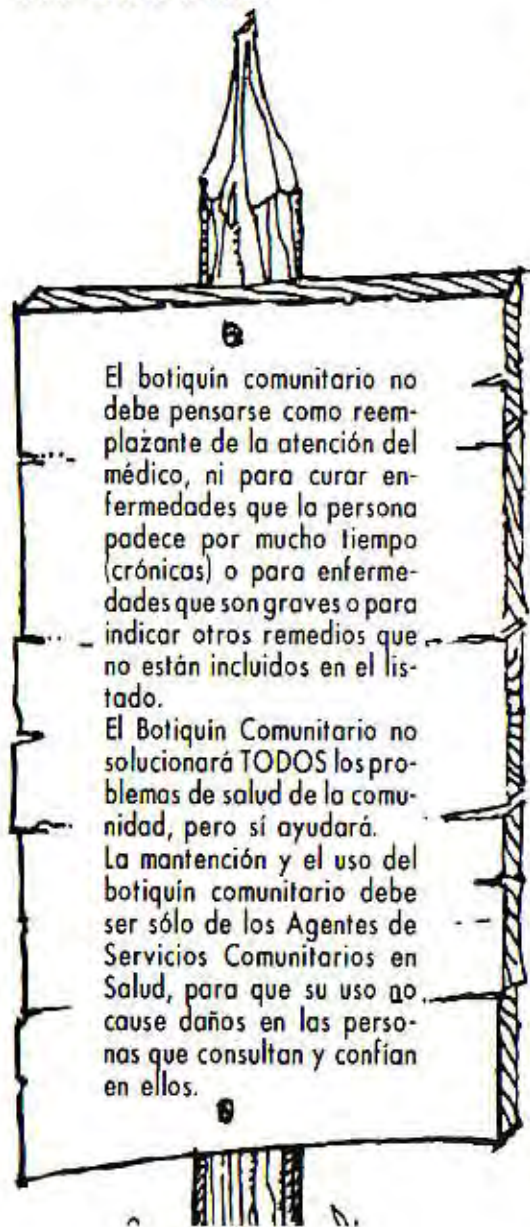 El botiquín comunitario no
debe pensarse como reem-
plazante de la atención del
médico, ni para curar en-
fermedades que la persona
padece por mucho tiempo
(crónicas) o para enferme-
dades que son graves o para
indicar otros remedios que
no están incluidos en el lis-
tado.
El Botiquín Comunitario no
solucionará TODOS los pro-
blemas de salud de la comu-
nidad, pero sí ayudará.
La mantención y el uso del
botiquín comunitario debe
ser sólo de los Agentes de
Servicios Comunitarios en
Salud, para que su uso no
cause daños en las perso-
nas que consultan y confían
en ellos.